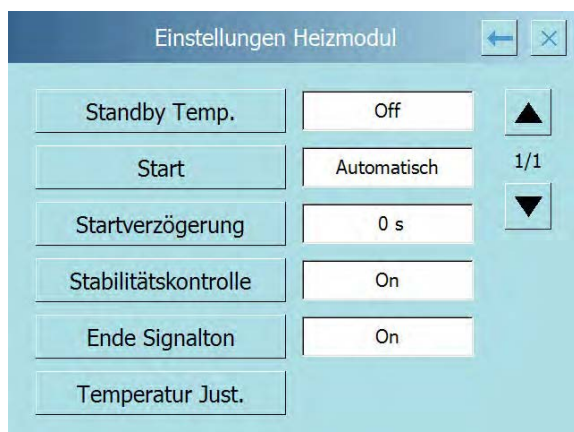 Einstellungen Heizmodul
Standby Temp. Off
Start Automatisch 1/1
Startverzögerung 0 s
Stabilitätskontrolle On
Ende Signalton On
Temperatur Just.